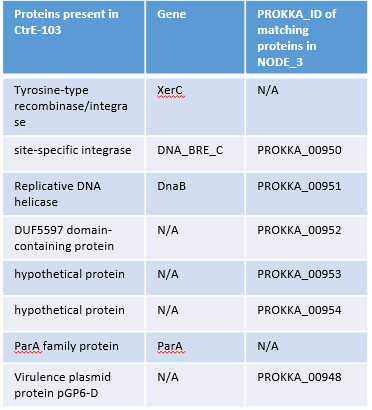 Proteins present in CtrE-103 Gene PROKKA_ID of matching proteins in NODE_3
Tyrosine-type recombinase/integrase XerC N/A
site-specific integrase DNA_BRE_C PROKKA_00950
Replicative DNA helicase DnaB PROKKA_00951
DUF5597 domain-containing protein N/A PROKKA_00952
hypothetical protein N/A PROKKA_00953
hypothetical protein N/A PROKKA_00954
ParA family protein ParA N/A
Virulence plasmid protein pGP6-D N/A PROKKA_00948